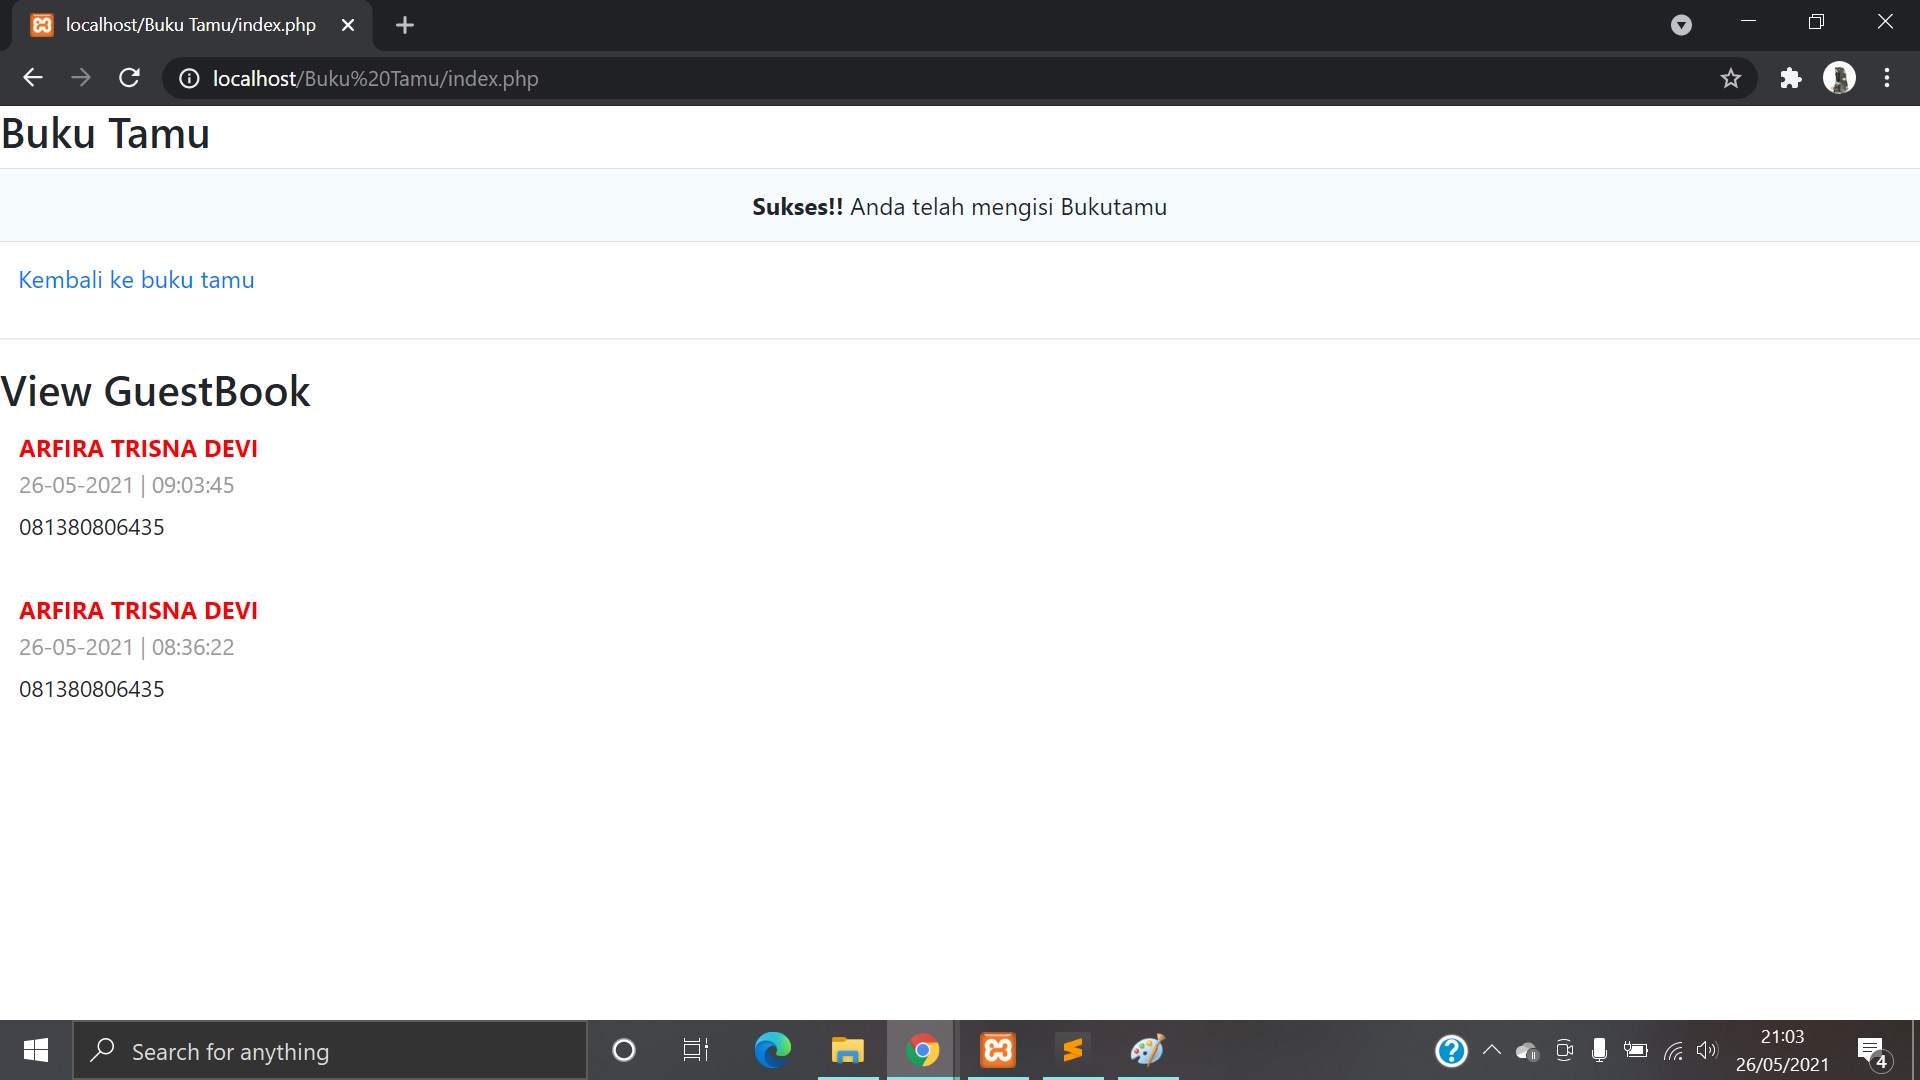 localhost/Buku Tamu/index.php
localhost/Buku%20Tamu/index.php
Buku Tamu
Sukses!! Anda telah mengisi Bukutamu
Kembali ke buku tamu
View GuestBook
ARFIRA TRISNA DEVI
26-05-2021 | 09:03:45
081380806435
ARFIRA TRISNA DEVI
26-05-2021 | 08:36:22
081380806435
Search for anything
21:03
26/05/2021
4